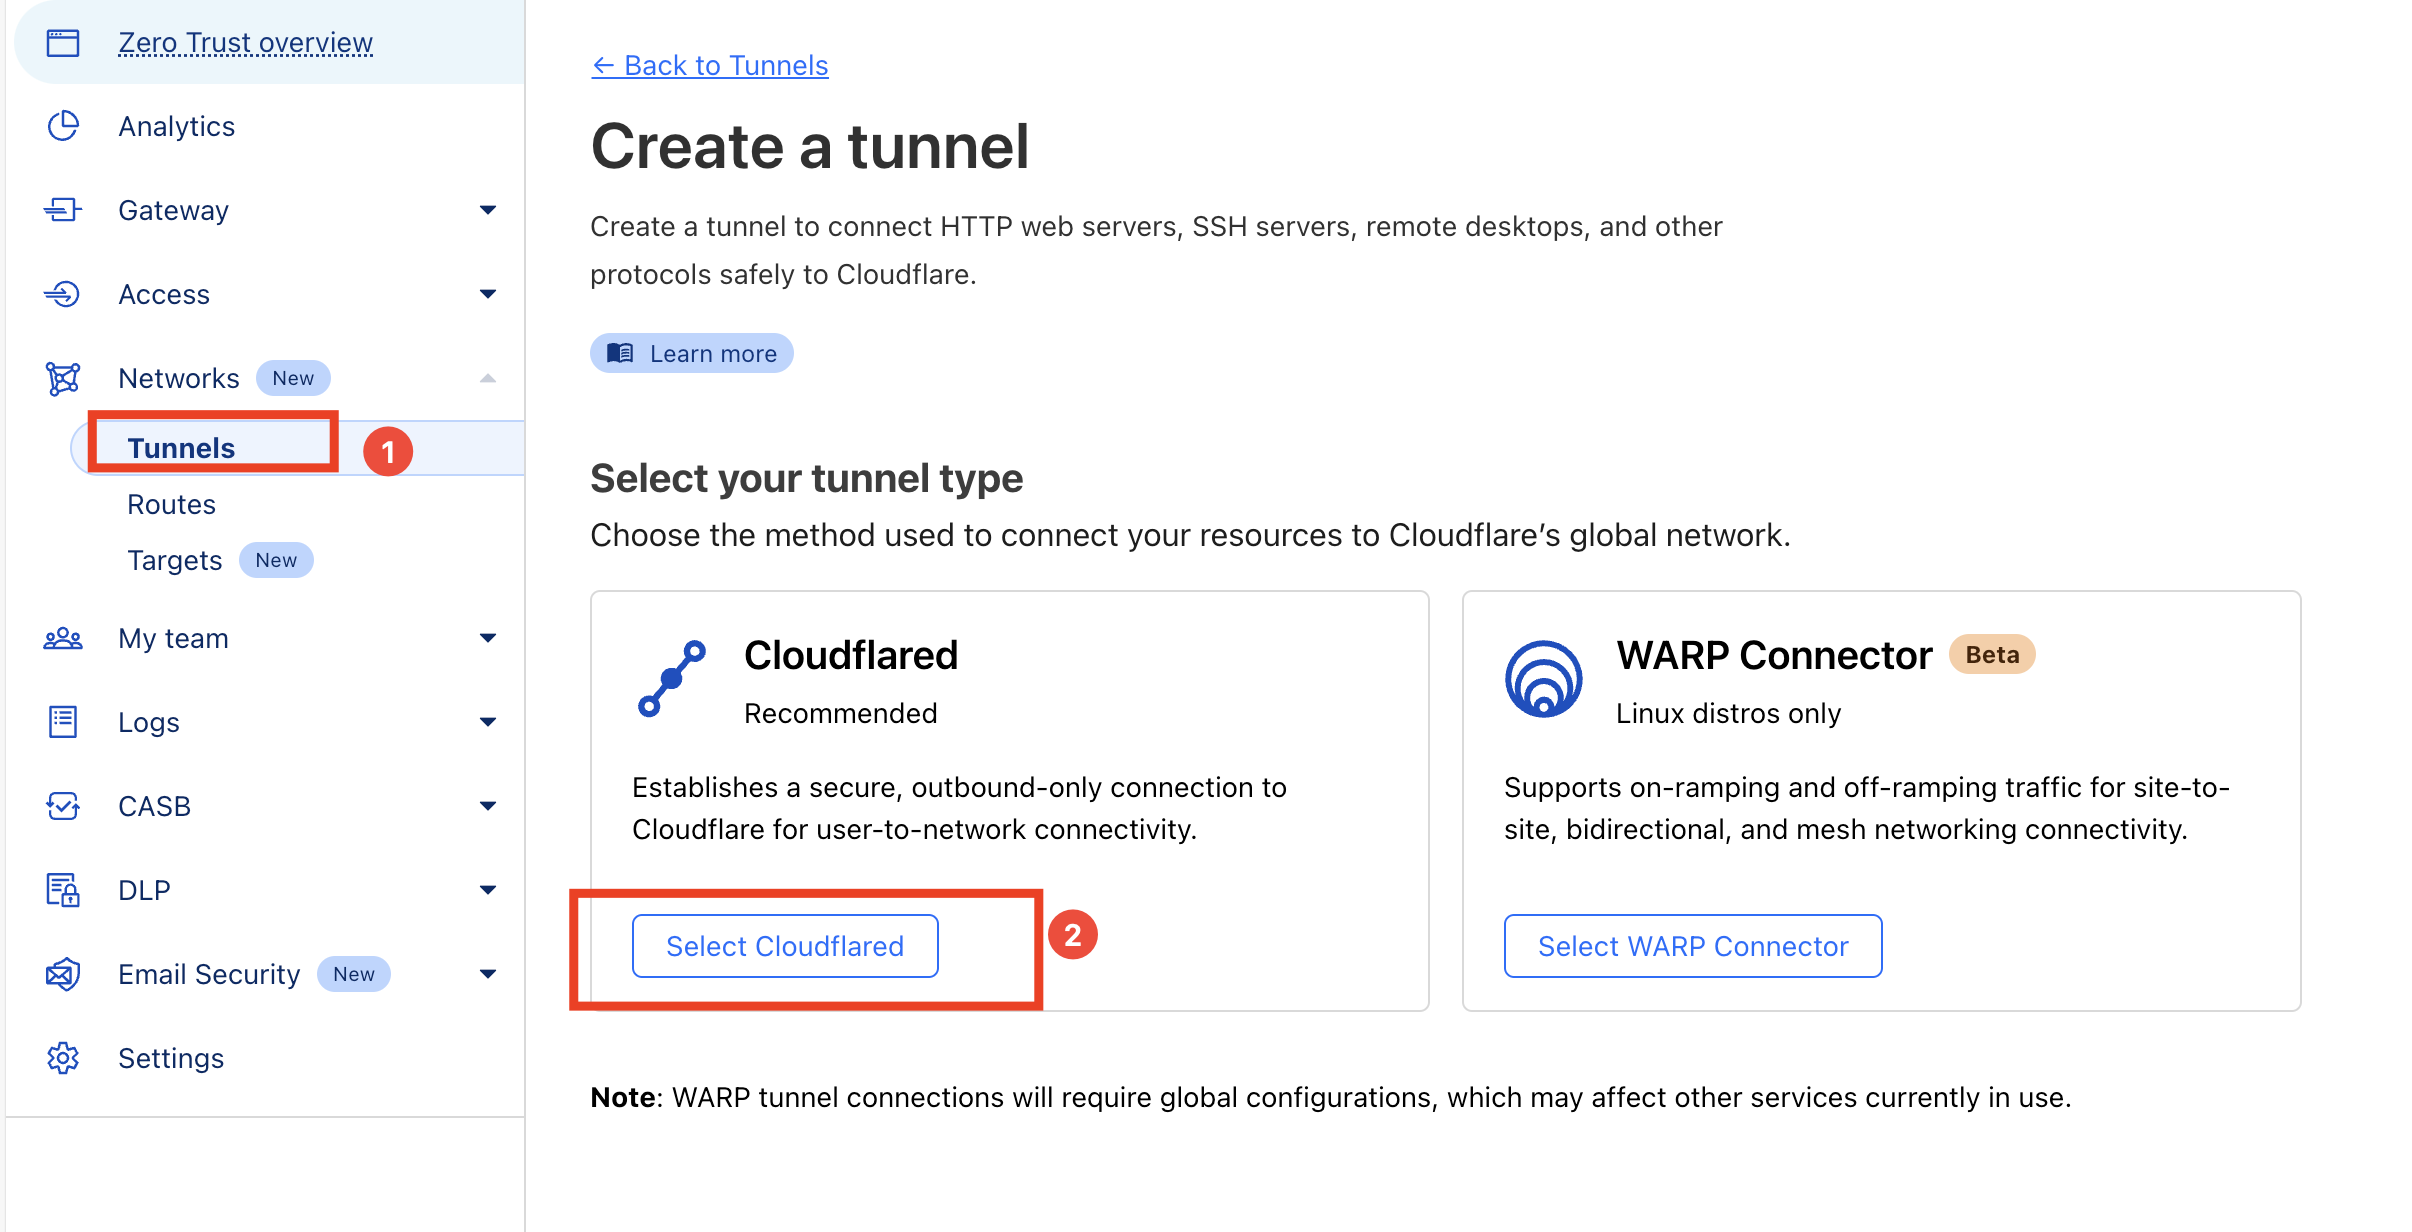 Zero Trust overview
Analytics
Gateway
Access
Networks New
Tunnels
1
Routes
Targets New
My team
Logs
CASB
DLP
Email Security New
Settings
← Back to Tunnels
Create a tunnel
Create a tunnel to connect HTTP web servers, SSH servers, remote desktops, and other
protocols safely to Cloudflare.
Learn more
Select your tunnel type
Choose the method used to connect your resources to Cloudflare’s global network.
Cloudflared
Recommended
Establishes a secure, outbound-only connection to
Cloudflare for user-to-network connectivity.
Select Cloudflared
2
WARP Connector Beta
Linux distros only
Supports on-ramping and off-ramping traffic for site-to-
site, bidirectional, and mesh networking connectivity.
Select WARP Connector
Note: WARP tunnel connections will require global configurations, which may affect other services currently in use.